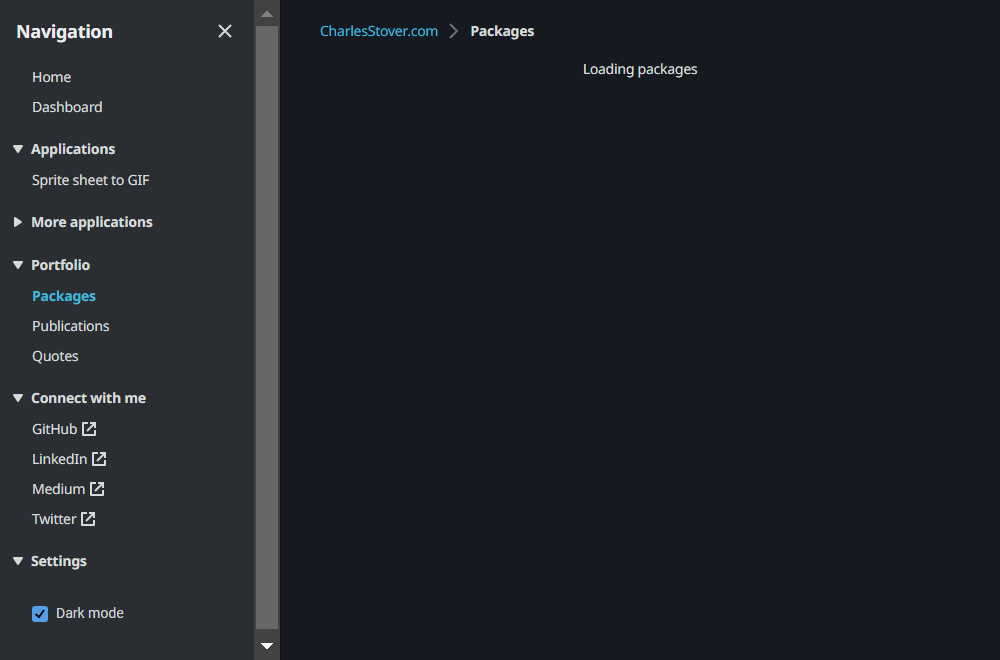 Navigation
Home
Dashboard
Applications
Sprite sheet to GIF
More applications
Portfolio
Packages
Publications
Quotes
Connect with me
GitHub
LinkedIn
Medium
Twitter
Settings
Dark mode
CharlesStover.com > Packages
Loading packages